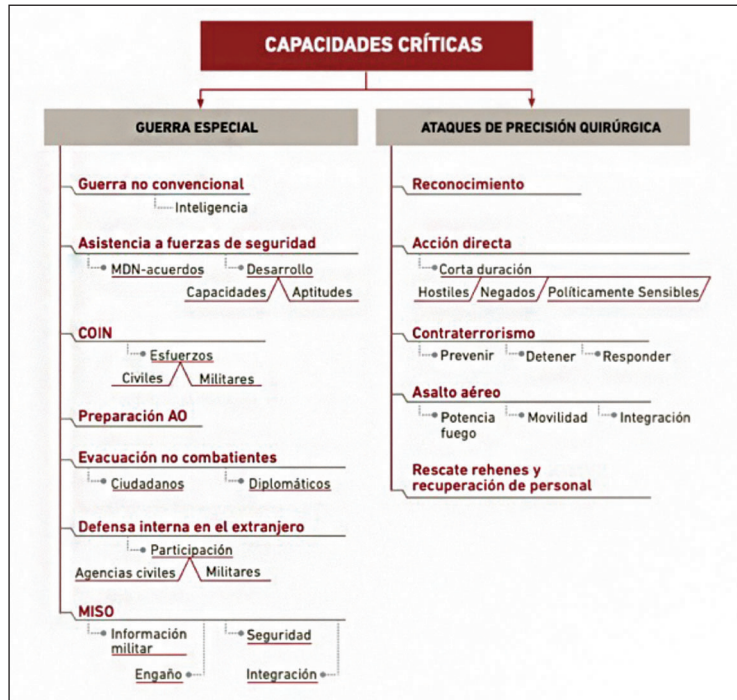 CAPACIDADES CRÍTICAS
GUERRA ESPECIAL
Guerra no convencional
Inteligencia
Asistencia a fuerzas de seguridad
MDN-acuerdos Desarrollo
Capacidades Aptitudes
COIN
Esfuerzos
Civiles Militares
Preparación AO
Evacuación no combatientes
Ciudadanos Diplomáticos
Defensa interna en el extranjero
Participación
Agencias civiles Militares
MISO
Información
militar
Seguridad
Engaño Integración
ATAQUES DE PRECISIÓN QUIRÚRGICA
Reconocimiento
Acción directa
Corta duración
Hostiles Negados Políticamente Sensibles
Contraterrorismo
Prevenir Detener Responder
Asalto aéreo
Potencia
fuego
Movilidad Integración
Rescate rehenes y
recuperación de personal